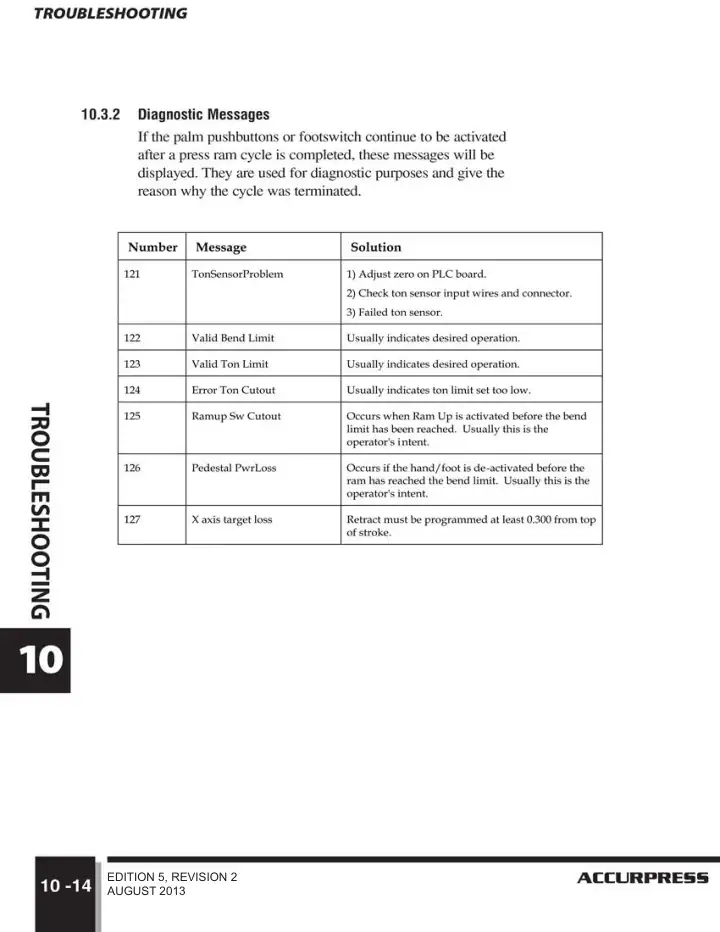 TROUBLESHOOTING
10.3.2 Diagnostic Messages
If the palm pushbuttons or footswitch continue to be activated
after a press ram cycle is completed, these messages will be
displayed. They are used for diagnostic purposes and give the
reason why the cycle was terminated.
Number Message Solution
121 TonSensorProblem 1) Adjust zero on PLC board.
2) Check ton sensor input wires and connector.
3) Failed ton sensor.
122 Valid Bend Limit Usually indicates desired operation.
123 Valid Ton Limit Usually indicates desired operation.
124 Error Ton Cutout Usually indicates ton limit set too low.
125 Ramup Sw Cutout Occurs when Ram Up is activated before the bend
limit has been reached. Usually this is the
operator's intent.
126 Pedestal PwrLoss Occurs if the hand/foot is de-activated before the
ram has reached the bend limit. Usually this is the
operator's intent.
127 X axis target loss Retract must be programmed at least 0.300 from top
of stroke.
TROUBLESHOOTING
10
10 -14
EDITION 5, REVISION 2
AUGUST 2013
ACCURPRESS